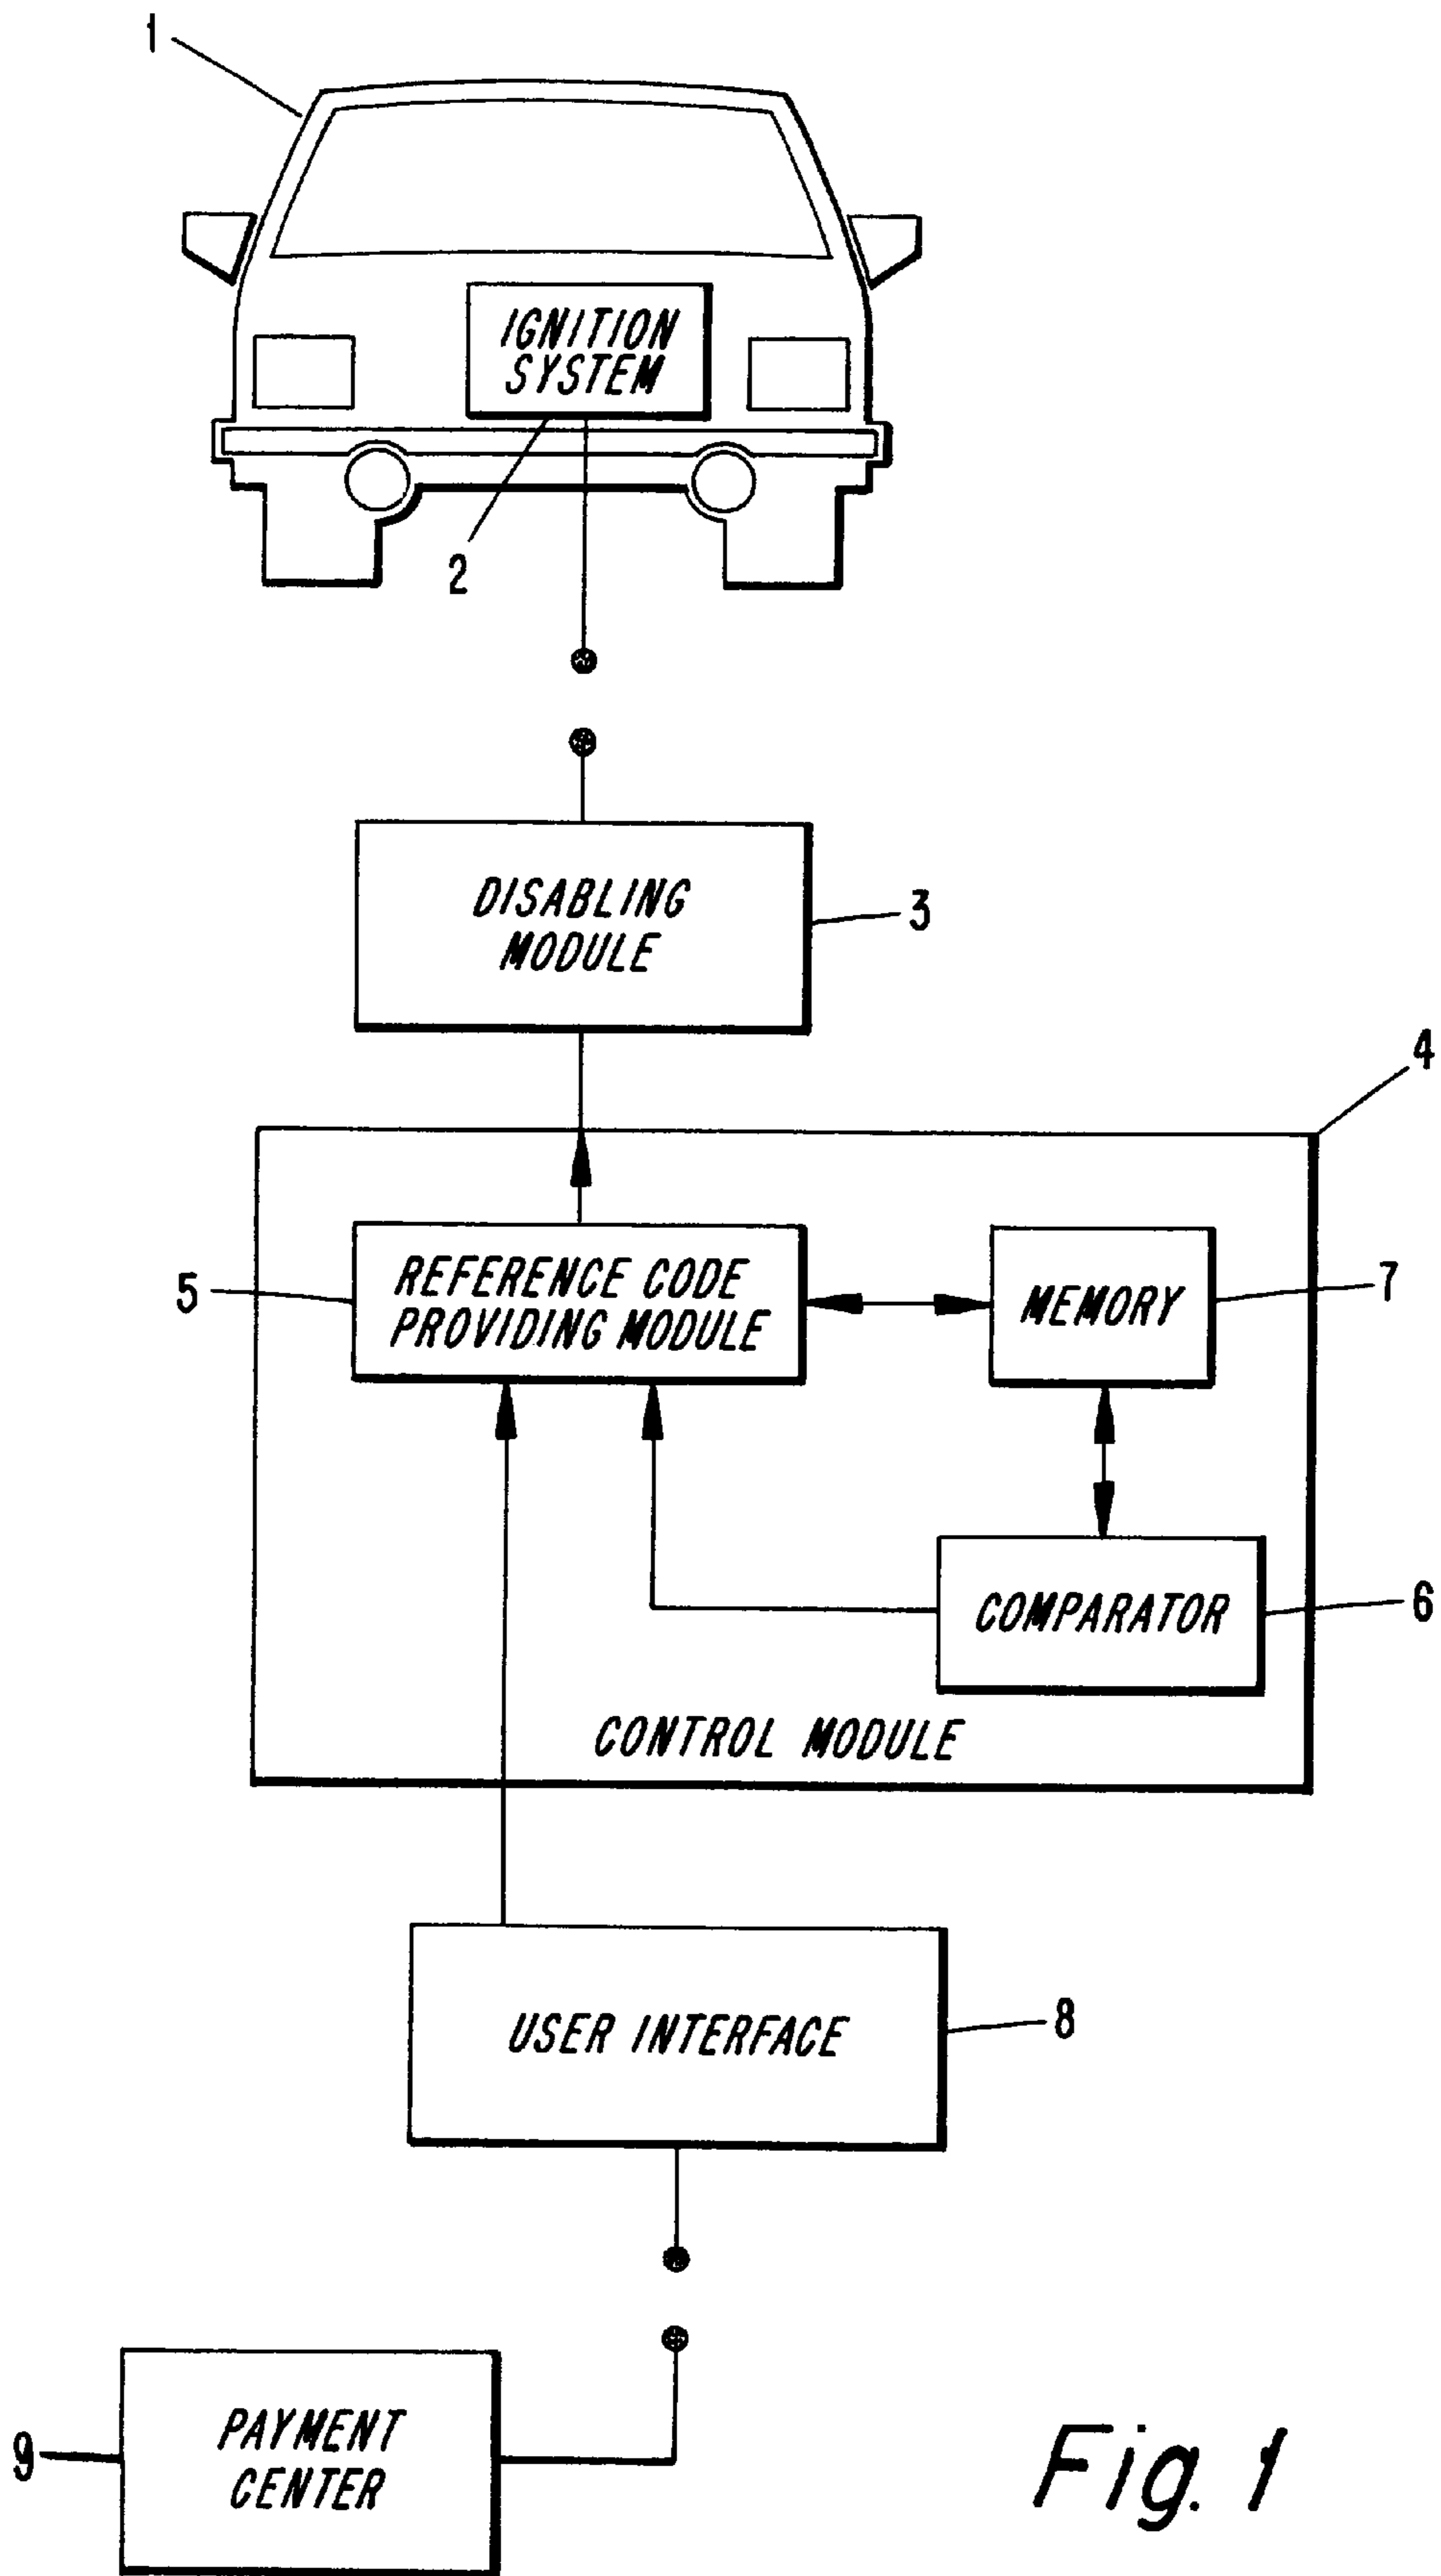 1
IGNITION
SYSTEM
2
DISABLING
MODULE
3
4
5
REFERENCE CODE
PROVIDING MODULE
MEMORY
7
COMPARATOR
6
CONTROL MODULE
USER INTERFACE
8
9
PAYMENT
CENTER
Fig. 1